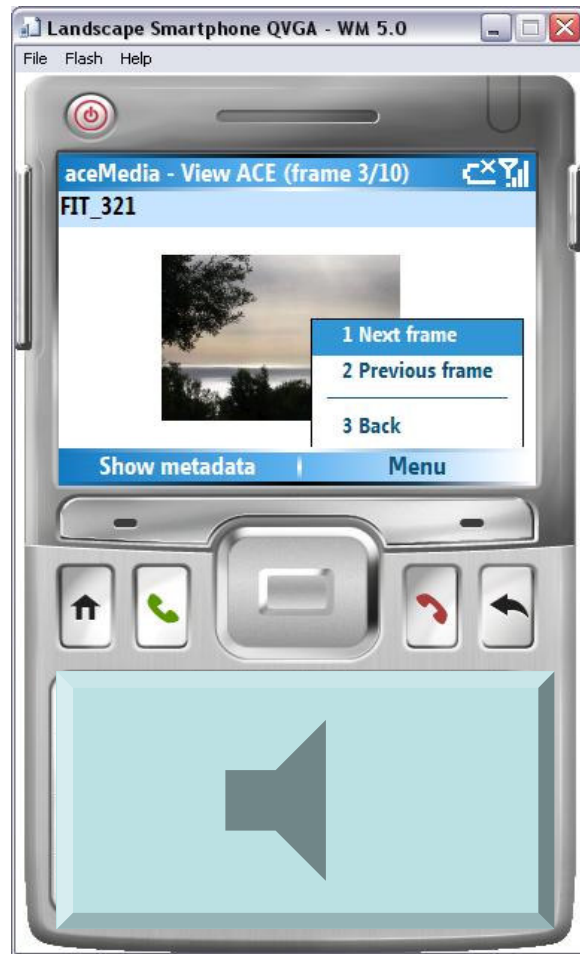 Landscape Smartphone QVGA - WM 5.0
File Flash Help
aceMedia - View ACE (frame 3/10)
FIT_321
1 Next frame
2 Previous frame
3 Back
Show metadata Menu